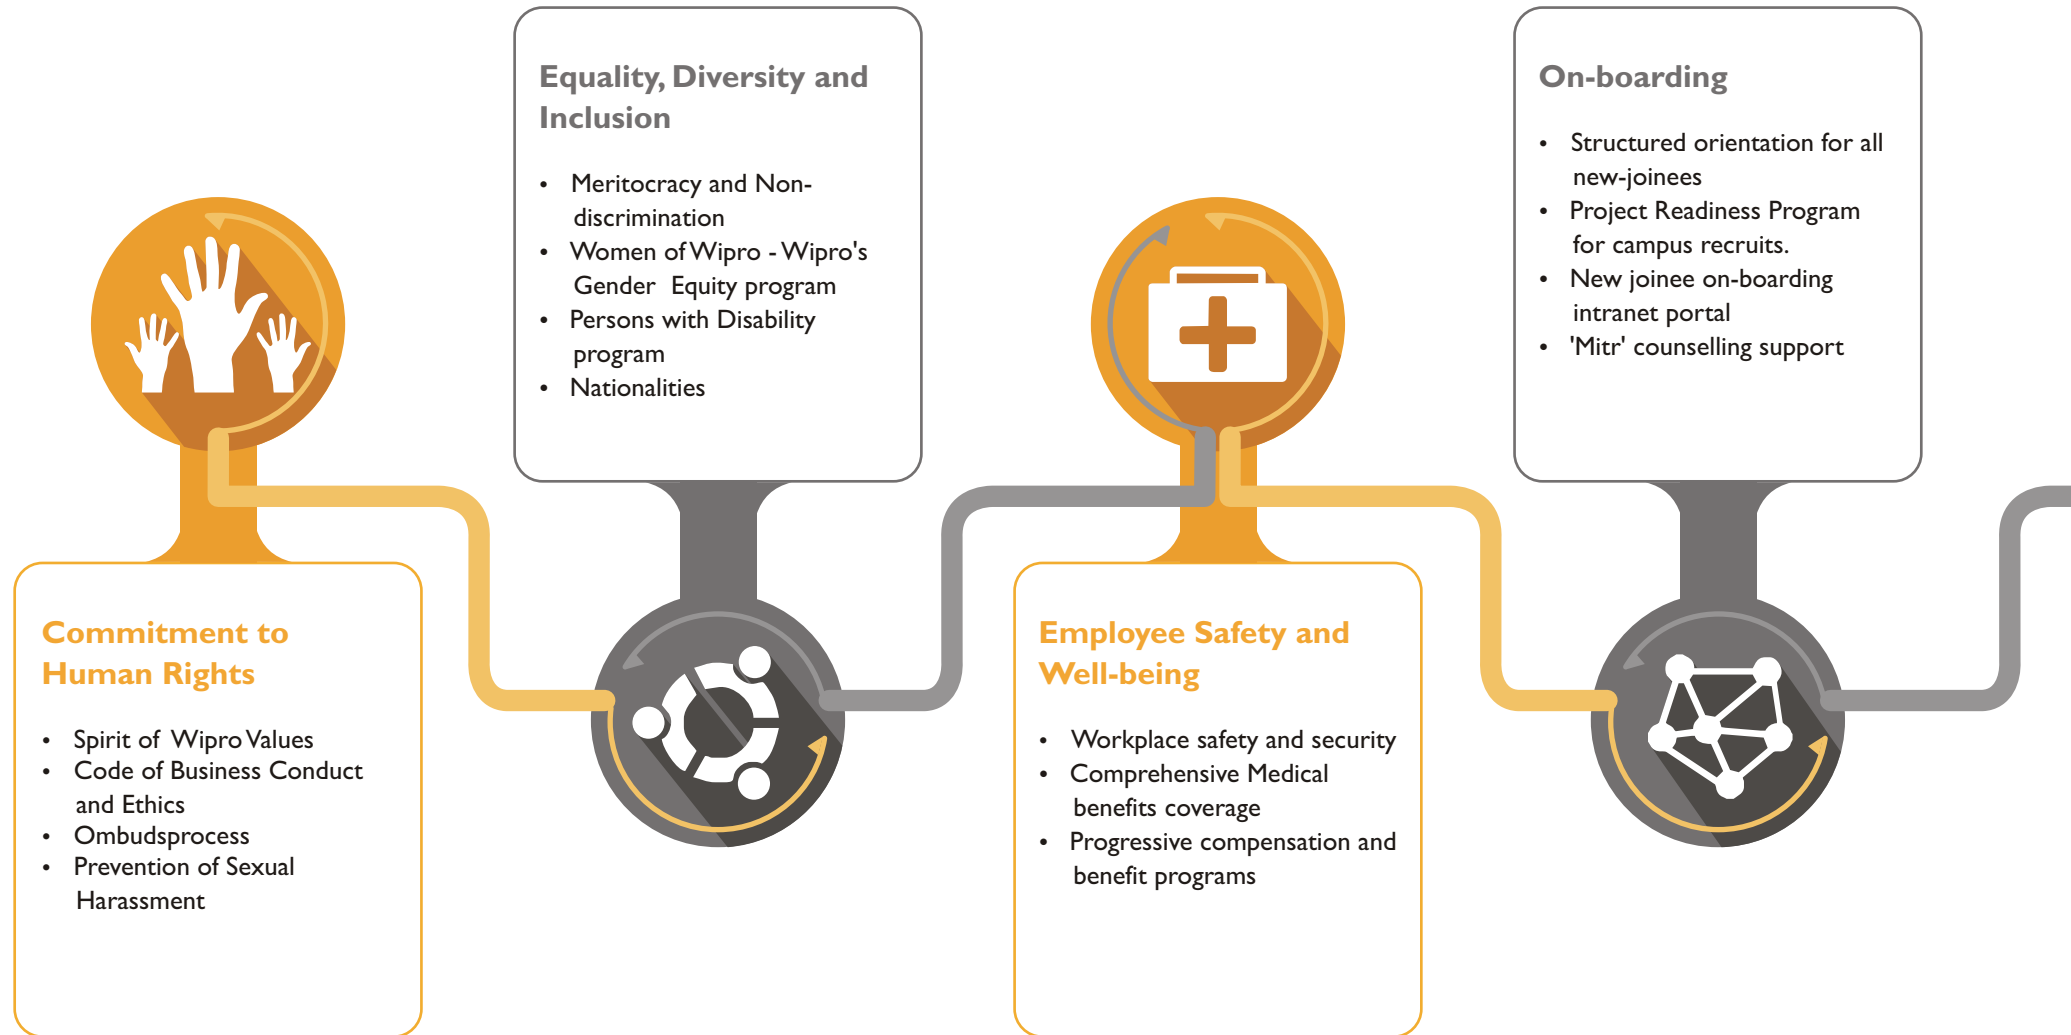 Commitment to
Human Rights
• Spirit of Wipro Values
• Code of Business Conduct
and Ethics
• Ombudsprocess
• Prevention of Sexual
Harassment
Equality, Diversity and
Inclusion
• Meritocracy and Non-
discrimination
• Women of Wipro - Wipro's
Gender Equity program
• Persons with Disability
program
• Nationalities
Employee Safety and
Well-being
• Workplace safety and security
• Comprehensive Medical
benefits coverage
• Progressive compensation and
benefit programs
On-boarding
• Structured orientation for all
new-joinees
• Project Readiness Program
for campus recruits.
• New joinee on-boarding
intranet portal
• 'Mitr' counselling support